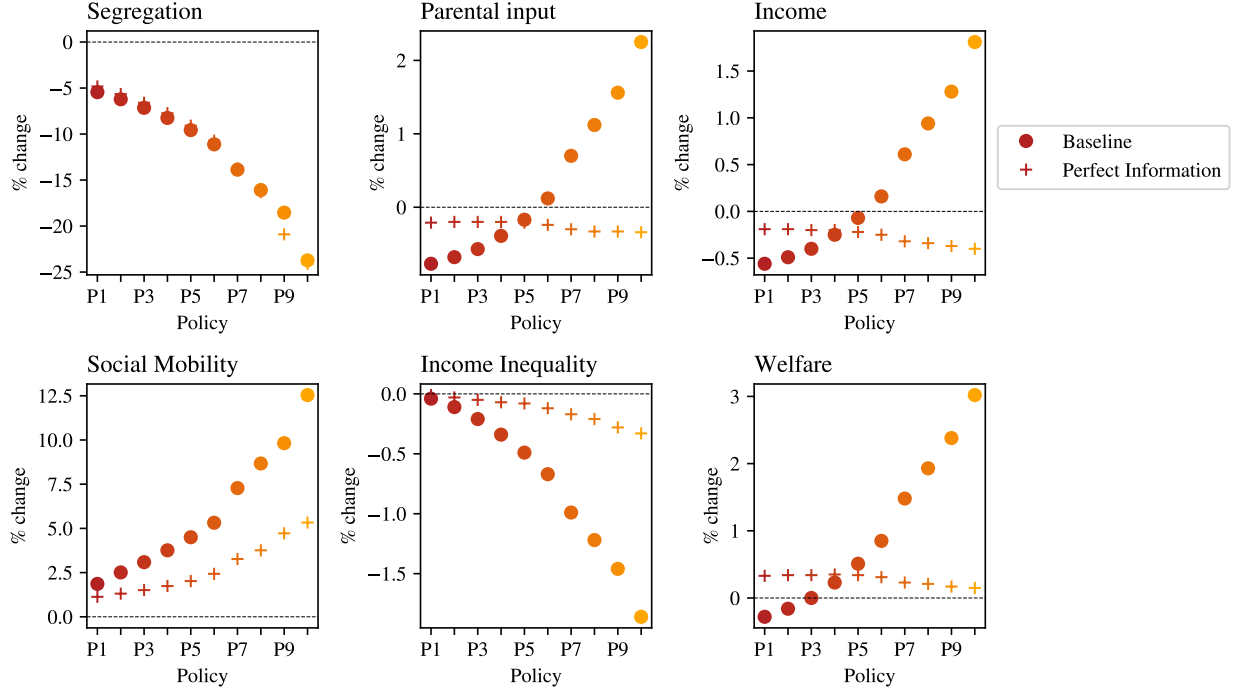 Segregation
Parental input
Income
0
−5
−10
−15
−20
−25
% change
P1 P3 P5 P7 P9
Policy
2
1
0
% change
P1 P3 P5 P7 P9
Policy
1.5
1.0
0.5
0.0
−0.5
% change
P1 P3 P5 P7 P9
Policy
Baseline
Perfect Information
Social Mobility
Income Inequality
Welfare
12.5
10.0
7.5
5.0
2.5
0.0
% change
P1 P3 P5 P7 P9
Policy
0.0
−0.5
−1.0
−1.5
% change
P1 P3 P5 P7 P9
Policy
3
2
1
0
% change
P1 P3 P5 P7 P9
Policy